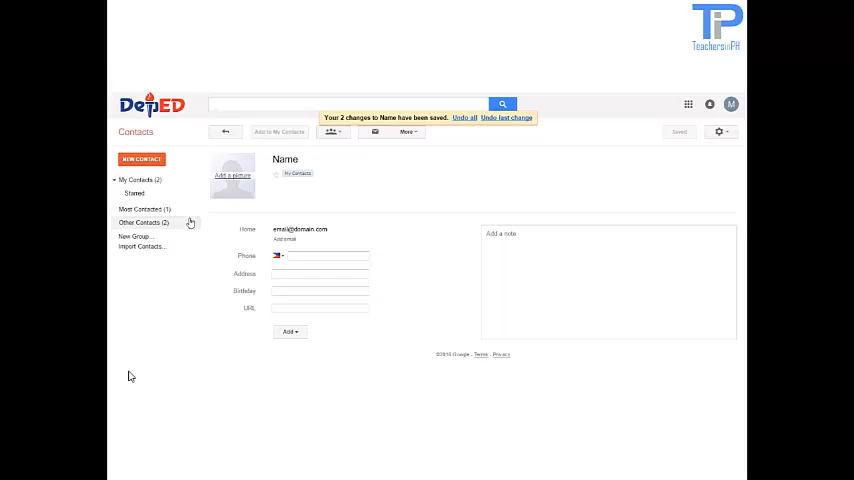 TeachersinPH
DepED
Your 2 changes to Name have been saved. Undo all Undo last change
M
Contacts
Add to My Contacts
More
Saved
NEW CONTACT
Name
My Contacts (2)
Add a picture
My Contacts
Starred
Most Contacted (1)
Other Contacts (2)
New Group...
Import Contacts...
Home email@domain.com
Add email
Add a note
Phone
Address
Birthday
URL
Add
©2016 Google - Terms - Privacy